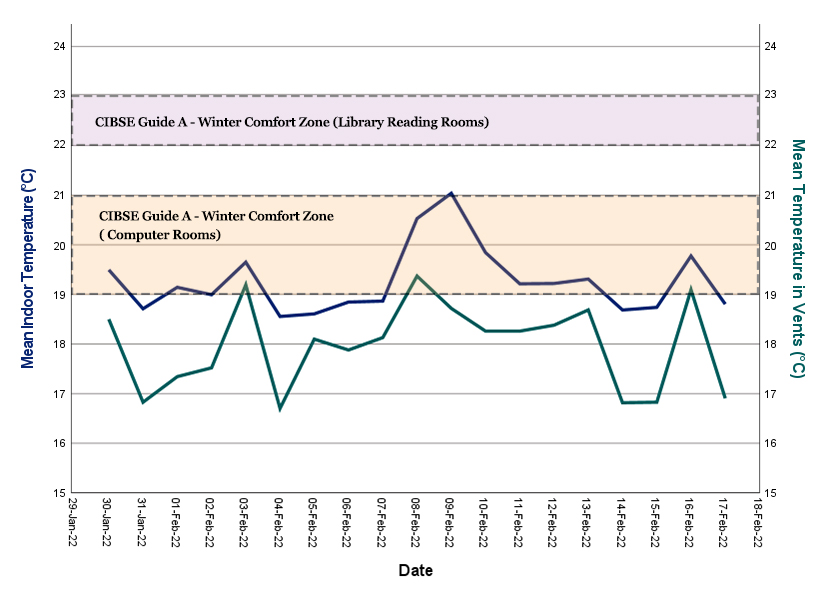 24
23
22
21
20
19
18
17
16
15
Mean Indoor Temperature (°C)
CIBSE Guide A - Winter Comfort Zone (Library Reading Rooms)
CIBSE Guide A - Winter Comfort Zone
( Computer Rooms)
24
23
22
21
20
19
18
17
16
15
Mean Temperature in Vents (°C)
29-Jan-22
30-Jan-22
31-Jan-22
01-Feb-22
02-Feb-22
03-Feb-22
04-Feb-22
05-Feb-22
06-Feb-22
07-Feb-22
08-Feb-22
09-Feb-22
10-Feb-22
11-Feb-22
12-Feb-22
13-Feb-22
14-Feb-22
15-Feb-22
16-Feb-22
17-Feb-22
18-Feb-22
Date